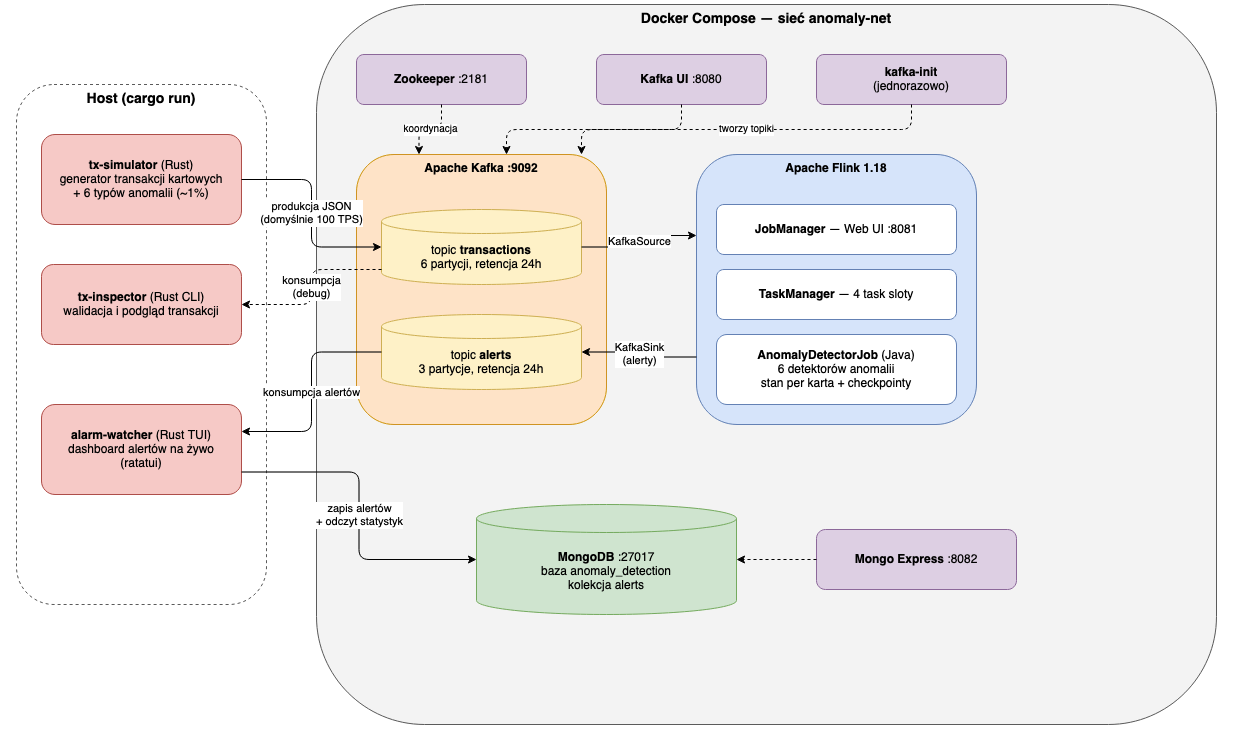 Docker Compose — sieć anomaly-net
Zookeeper :2181
Kafka UI :8080
kafka-init
(jednorazowo)
koordynacja
tworzy topiki
Host (cargo run)
tx-simulator (Rust)
generator transakcji kartowych
+ 6 typów anomalii (~1%)
produkcja JSON
(domyślnie 100 TPS)
tx-inspector (Rust CLI)
walidacja i podgląd transakcji
konsumpcja
(debug)
alarm-watcher (Rust TUI)
dashboard alertów na żywo
(ratatui)
konsumpcja alertów
zapis alertów
+ odczyt statystyk
Apache Kafka :9092
topic transactions
6 partycji, retencja 24h
topic alerts
3 partycje, retencja 24h
KafkaSource
KafkaSink
(alerty)
Apache Flink 1.18
JobManager — Web UI :8081
TaskManager — 4 task sloty
AnomalyDetectorJob (Java)
6 detektorów anomalii
stan per karta + checkpointy
MongoDB :27017
baza anomaly_detection
kolekcja alerts
Mongo Express :8082